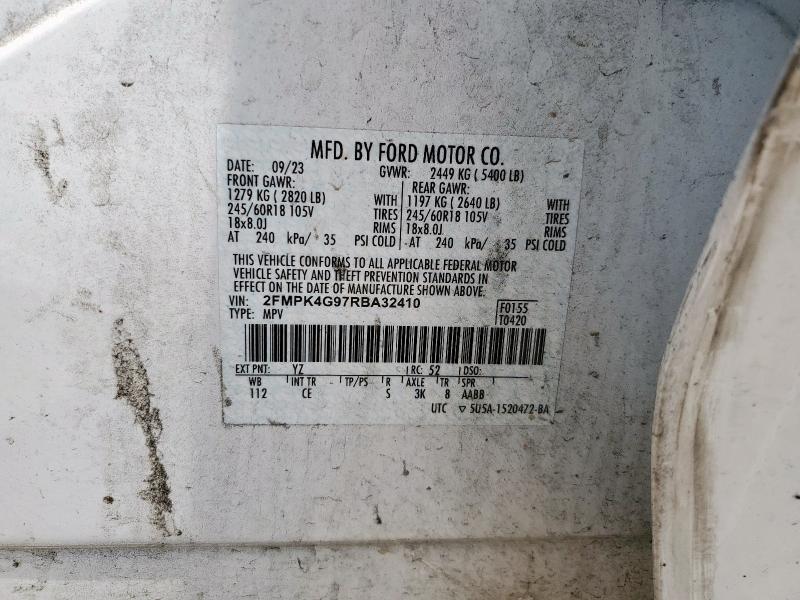 MFD. BY FORD MOTOR CO.
DATE: 09/23 GVWR: 2449 KG ( 5400 LB)
FRONT GAWR: REAR GAWR:
1279 KG ( 2820 LB) WITH 1197 KG ( 2640 LB) WITH
245/60R18 105V TIRES 245/60R18 105V TIRES
18x8.0J RIMS 18x8.0J RIMS
AT 240 kPa/ 35 PSI COLD AT 240 kPa/ 35 PSI COLD
THIS VEHICLE CONFORMS TO ALL APPLICABLE FEDERAL MOTOR
VEHICLE SAFETY AND THEFT PREVENTION STANDARDS IN
EFFECT ON THE DATE OF MANUFACTURE SHOWN ABOVE.
VIN: 2FMPK4G97RBA32410 F0155
TYPE: MPV T0420
EXT PNT: YZ RC: 52 DSO:
WB INT TR TP/PS R AXLE TR SPR
112 CE S 3K 8 AABB
UTC ▽ 5U5A-1520472-BA